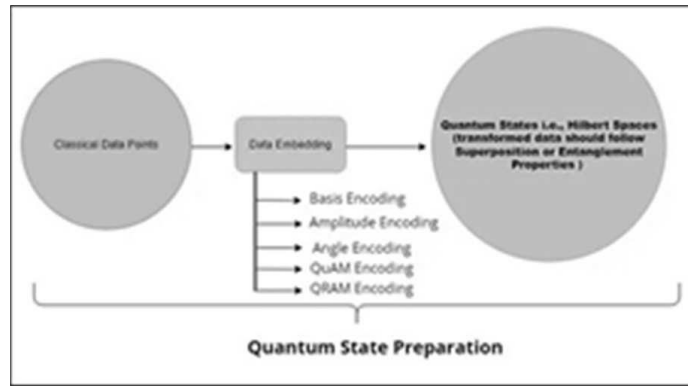 Classical Data Points
Data Embedding
Quantum States i.e., Hilbert Spaces
(transformed data should follow
Superposition or Entanglement
Properties )
Basis Encoding
Amplitude Encoding
Angle Encoding
QuAM Encoding
QRAM Encoding
Quantum State Preparation